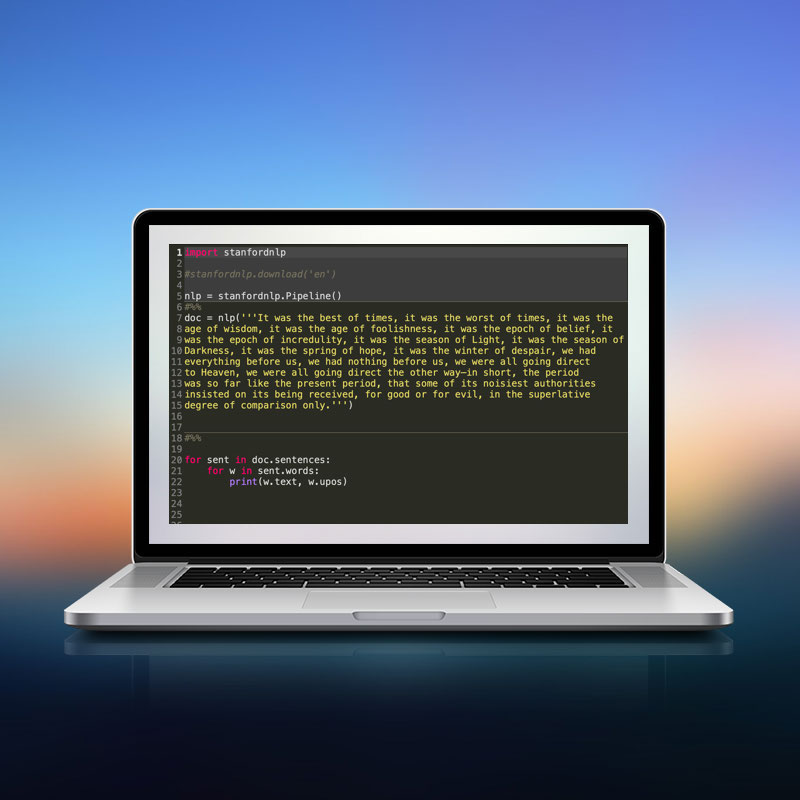 1 import stanfordnlp
2
3 #stanfordnlp.download('en')
4
5 nlp = stanfordnlp.Pipeline()
6 #%%
7 doc = nlp('''It was the best of times, it was the worst of times, it was the
8 age of wisdom, it was the age of foolishness, it was the epoch of belief, it
9 was the epoch of incredulity, it was the season of Light, it was the season of
10 Darkness, it was the spring of hope, it was the winter of despair, we had
11 everything before us, we had nothing before us, we were all going direct
12 to Heaven, we were all going direct the other way—in short, the period
13 was so far like the present period, that some of its noisiest authorities
14 insisted on its being received, for good or for evil, in the superlative
15 degree of comparison only.''')
16
17
18 #%%
19
20 for sent in doc.sentences:
21     for w in sent.words:
22         print(w.text, w.upos)
23
24
25